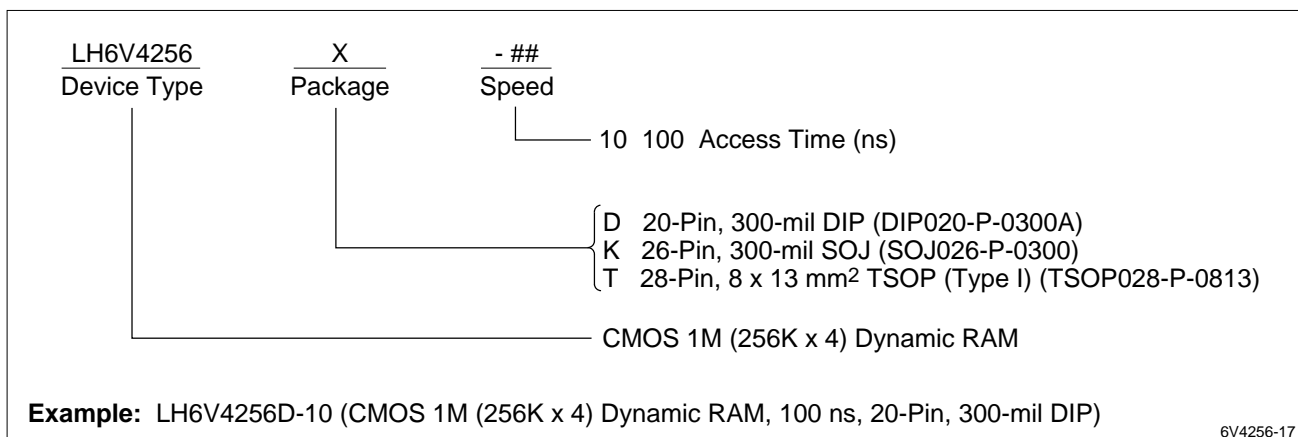 LH6V4256 X - ##
Device Type Package Speed
10 100 Access Time (ns)
D 20-Pin, 300-mil DIP (DIP020-P-0300A)
K 26-Pin, 300-mil SOJ (SOJ026-P-0300)
T 28-Pin, 8 x 13 mm² TSOP (Type I) (TSOP028-P-0813)
CMOS 1M (256K x 4) Dynamic RAM
Example: LH6V4256D-10 (CMOS 1M (256K x 4) Dynamic RAM, 100 ns, 20-Pin, 300-mil DIP)
6V4256-17